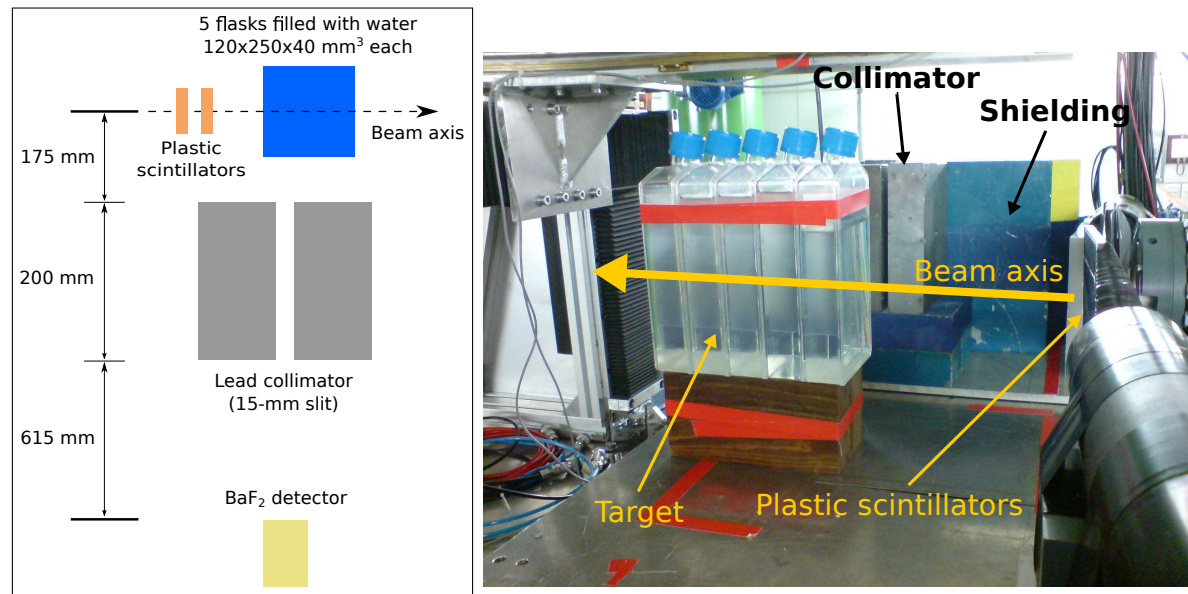 5 flasks filled with water
120x250x40 mm³ each
Beam axis
Plastic
scintillators
175 mm
200 mm
Lead collimator
(15-mm slit)
615 mm
BaF₂ detector
Collimator
Shielding
Beam axis
Target
Plastic scintillators